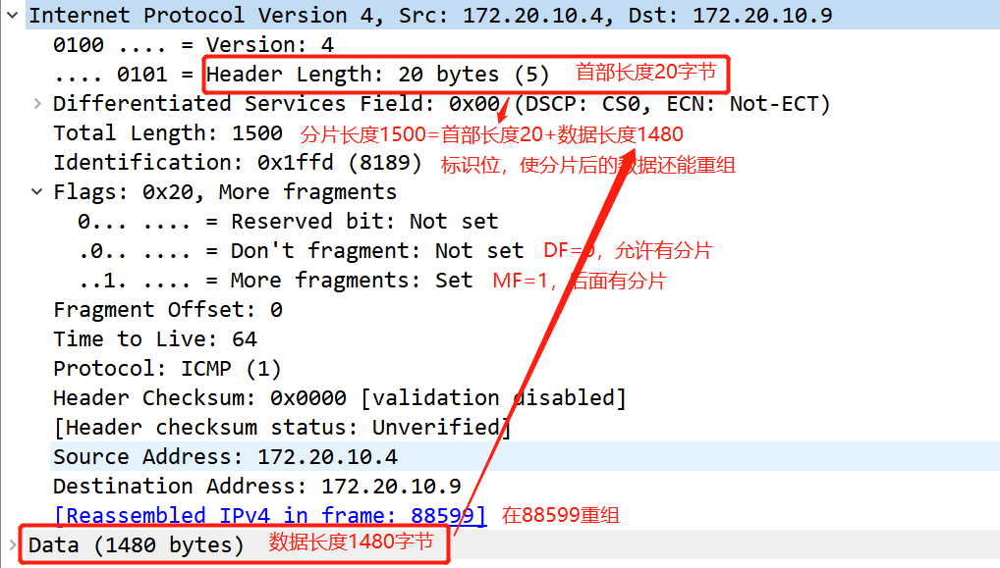 Internet Protocol Version 4, Src: 172.20.10.4, Dst: 172.20.10.9
0100 .... = Version: 4
.... 0101 = Header Length: 20 bytes (5) 首部长度20字节
Differentiated Services Field: 0x00 (DSCP: CS0, ECN: Not-ECT)
Total Length: 1500 分片长度1500=首部长度20+数据长度1480
Identification: 0x1ffd (8189) 标识位，使分片后的数据还能重组
Flags: 0x20, More fragments
0... .... = Reserved bit: Not set
.0.. .... = Don't fragment: Not set DF=0，允许有分片
..1. .... = More fragments: Set MF=1，后面有分片
Fragment Offset: 0
Time to Live: 64
Protocol: ICMP (1)
Header Checksum: 0x0000 [validation disabled]
[Header checksum status: Unverified]
Source Address: 172.20.10.4
Destination Address: 172.20.10.9
[Reassembled IPv4 in frame: 88599] 在88599重组
Data (1480 bytes) 数据长度1480字节